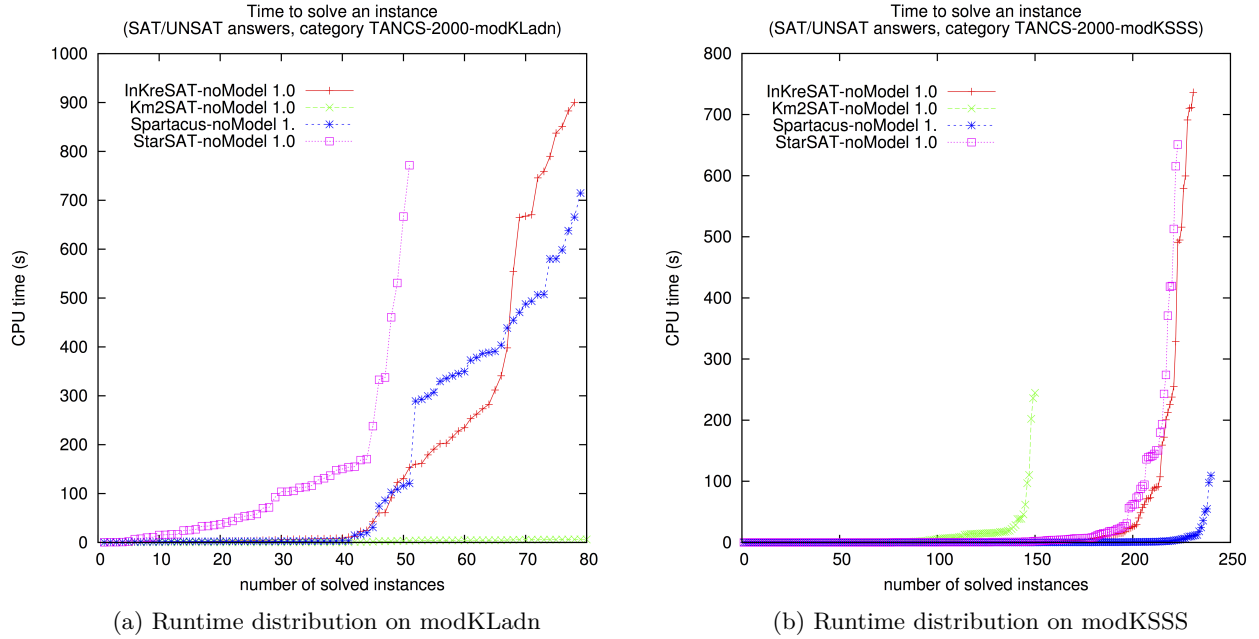 Time to solve an instance
(SAT/UNSAT answers, category TANCS-2000-modKLadn)
1000
900
800
700
600
500
400
300
200
100
0
CPU time (s)
InKreSAT-noModel 1.0
Km2SAT-noModel 1.0
Spartacus-noModel 1.
StarSAT-noModel 1.0
0 10 20 30 40 50 60 70 80
number of solved instances
(a) Runtime distribution on modKLadn
Time to solve an instance
(SAT/UNSAT answers, category TANCS-2000-modKSSS)
800
700
600
500
400
300
200
100
0
CPU time (s)
InKreSAT-noModel 1.0
Km2SAT-noModel 1.0
Spartacus-noModel 1.
StarSAT-noModel 1.0
0 50 100 150 200 250
number of solved instances
(b) Runtime distribution on modKSSS